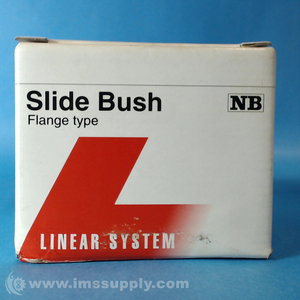 Slide Bush
Flange type
NB
LINEAR SYSTEM
www.imssupply.com